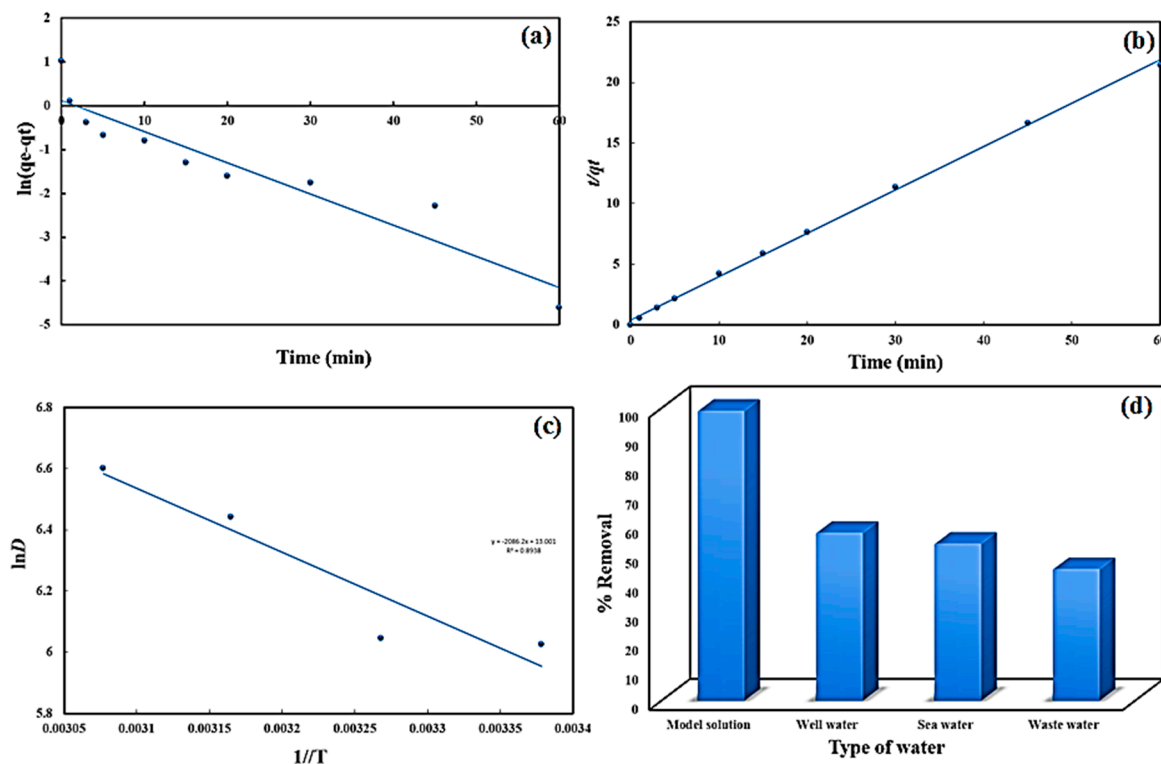 (a)
2
1
0
-1
-2
-3
-4
-5
0
10
20
30
40
50
60
ln(qe-qt)
Time (min)
(b)
25
20
15
10
5
0
0
10
20
30
40
50
60
t/qt
Time (min)
(c)
6.8
6.6
6.4
6.2
6
5.8
0.00305
0.0031
0.00315
0.0032
0.00325
0.0033
0.00335
0.0034
lnD
1//T
y = -2086.2x + 13.001
R² = 0.8938
(d)
100
90
80
70
60
50
40
30
20
10
0
% Removal
Model solution
Well water
Sea water
Waste water
Type of water